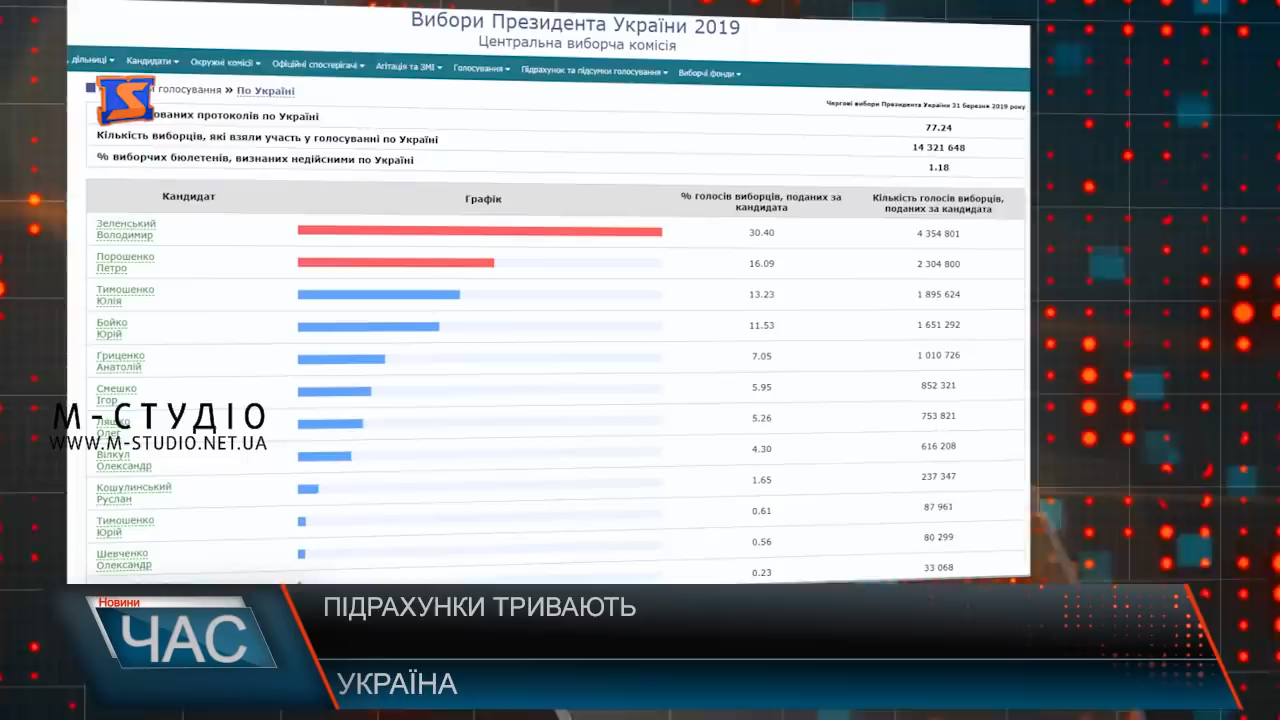 Вибори Президента України 2019
Центральна виборча комісія
дільниці Кандидати Окружні комісії Офіційні спостерігачі Агітація та ЗМІ Голосування Підрахунок та підсумки голосування Виборчі фонди
голосування » По Україні
Чергові вибори Президента України 31 березня 2019 року
ованих протоколів по Україні 77.24
Кількість виборців, які взяли участь у голосуванні по Україні 14 321 648
% виборчих бюлетенів, визнаних недійсними по Україні 1.18
Кандидат Графік % голосів виборців, поданих за кандидата Кількість голосів виборців, поданих за кандидата
Зеленський Володимир 30.40 4 354 801
Порошенко Петро 16.09 2 304 800
Тимошенко Юлія 13.23 1 895 624
Бойко Юрій 11.53 1 651 292
Гриценко Анатолій 7.05 1 010 726
Смешко Ігор 5.95 852 321
Ляшко Олег 5.26 753 821
Вілкул Олександр 4.30 616 208
Кошулинський Руслан 1.65 237 347
Тимошенко Юрій 0.61 87 961
Шевченко Олександр 0.56 80 299
0.23 33 068
М-СТУДІО
WWW.M-STUDIO.NET.UA
Новини
ЧАС
ПІДРАХУНКИ ТРИВАЮТЬ
УКРАЇНА